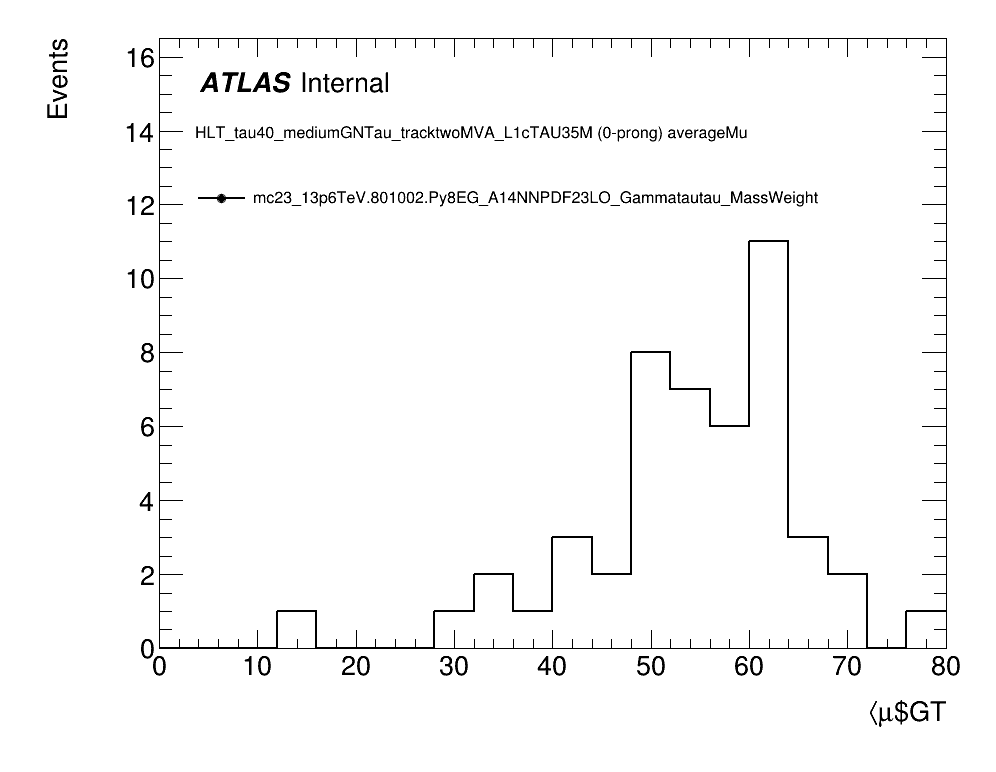 Events
16
ATLAS Internal
14
HLT_tau40_mediumGNTau_tracktwoMVA_L1cTAU35M (0-prong) averageMu
12
mc23_13p6TeV.801002.Py8EG_A14NNPDF23LO_Gammatautau_MassWeight
10
8
6
4
2
0
0 10 20 30 40 50 60 70 80
⟨μ$GT